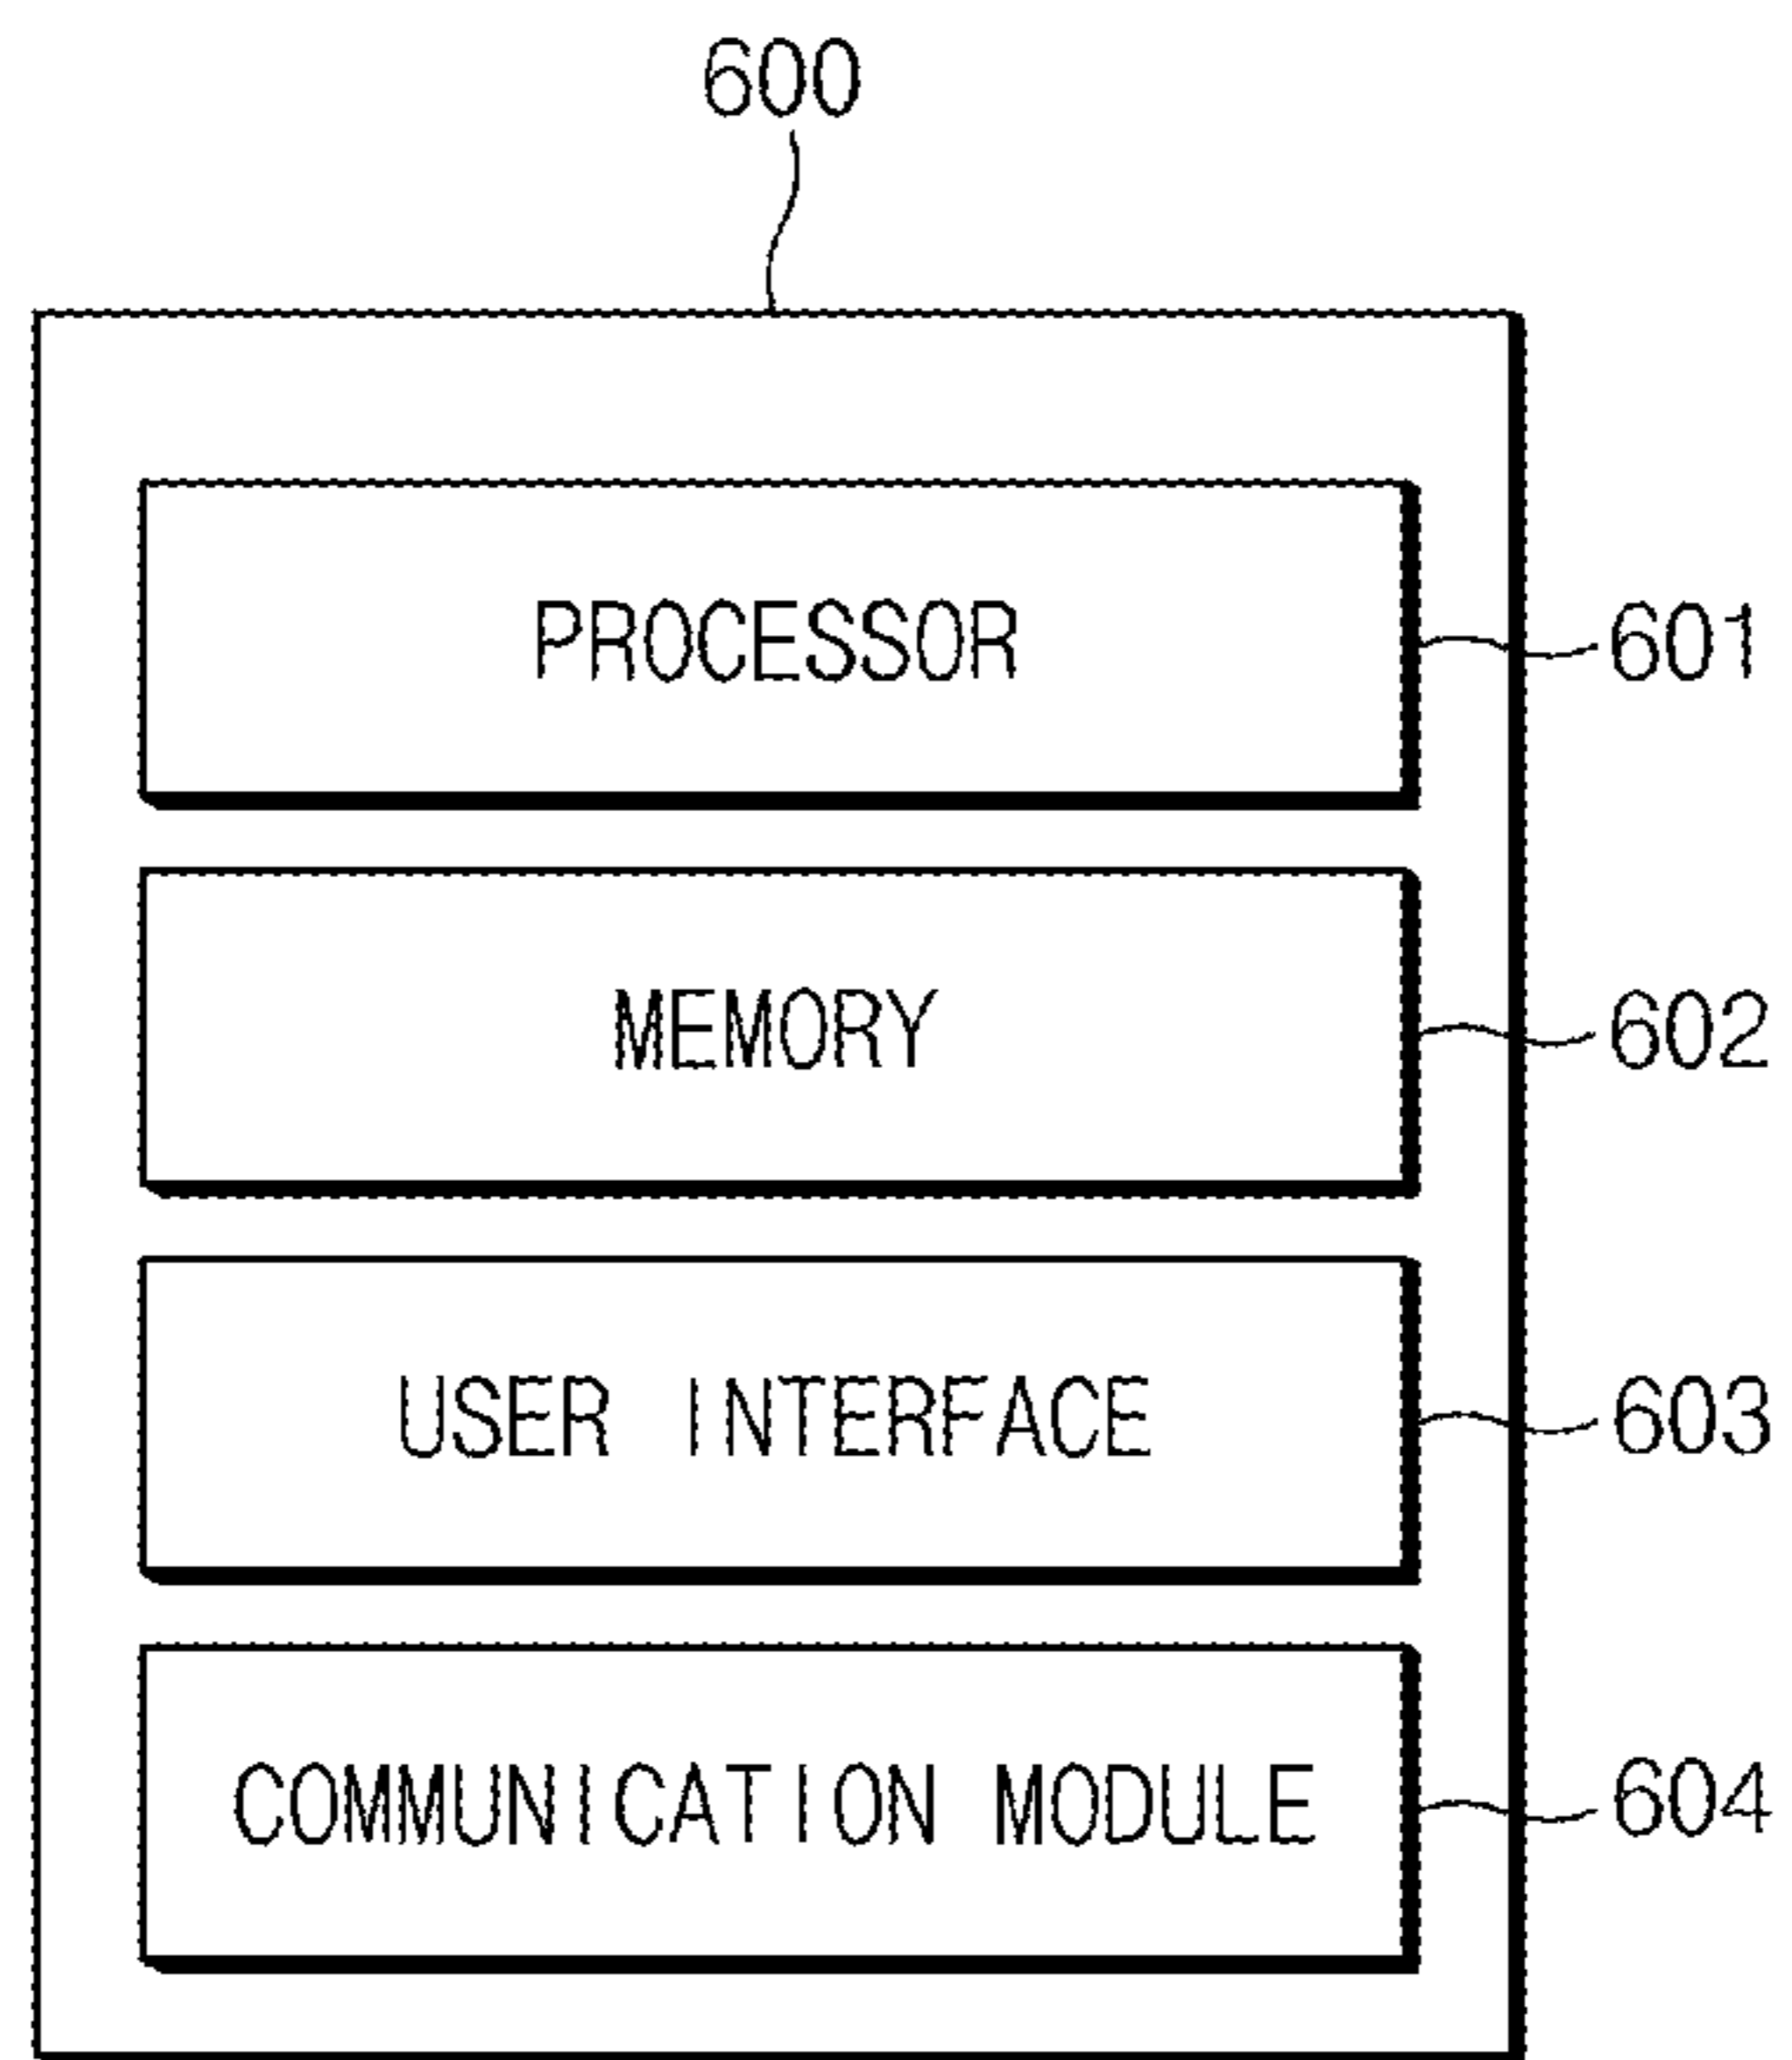 600
PROCESSOR 601
MEMORY 602
USER INTERFACE 603
COMMUNICATION MODULE 604